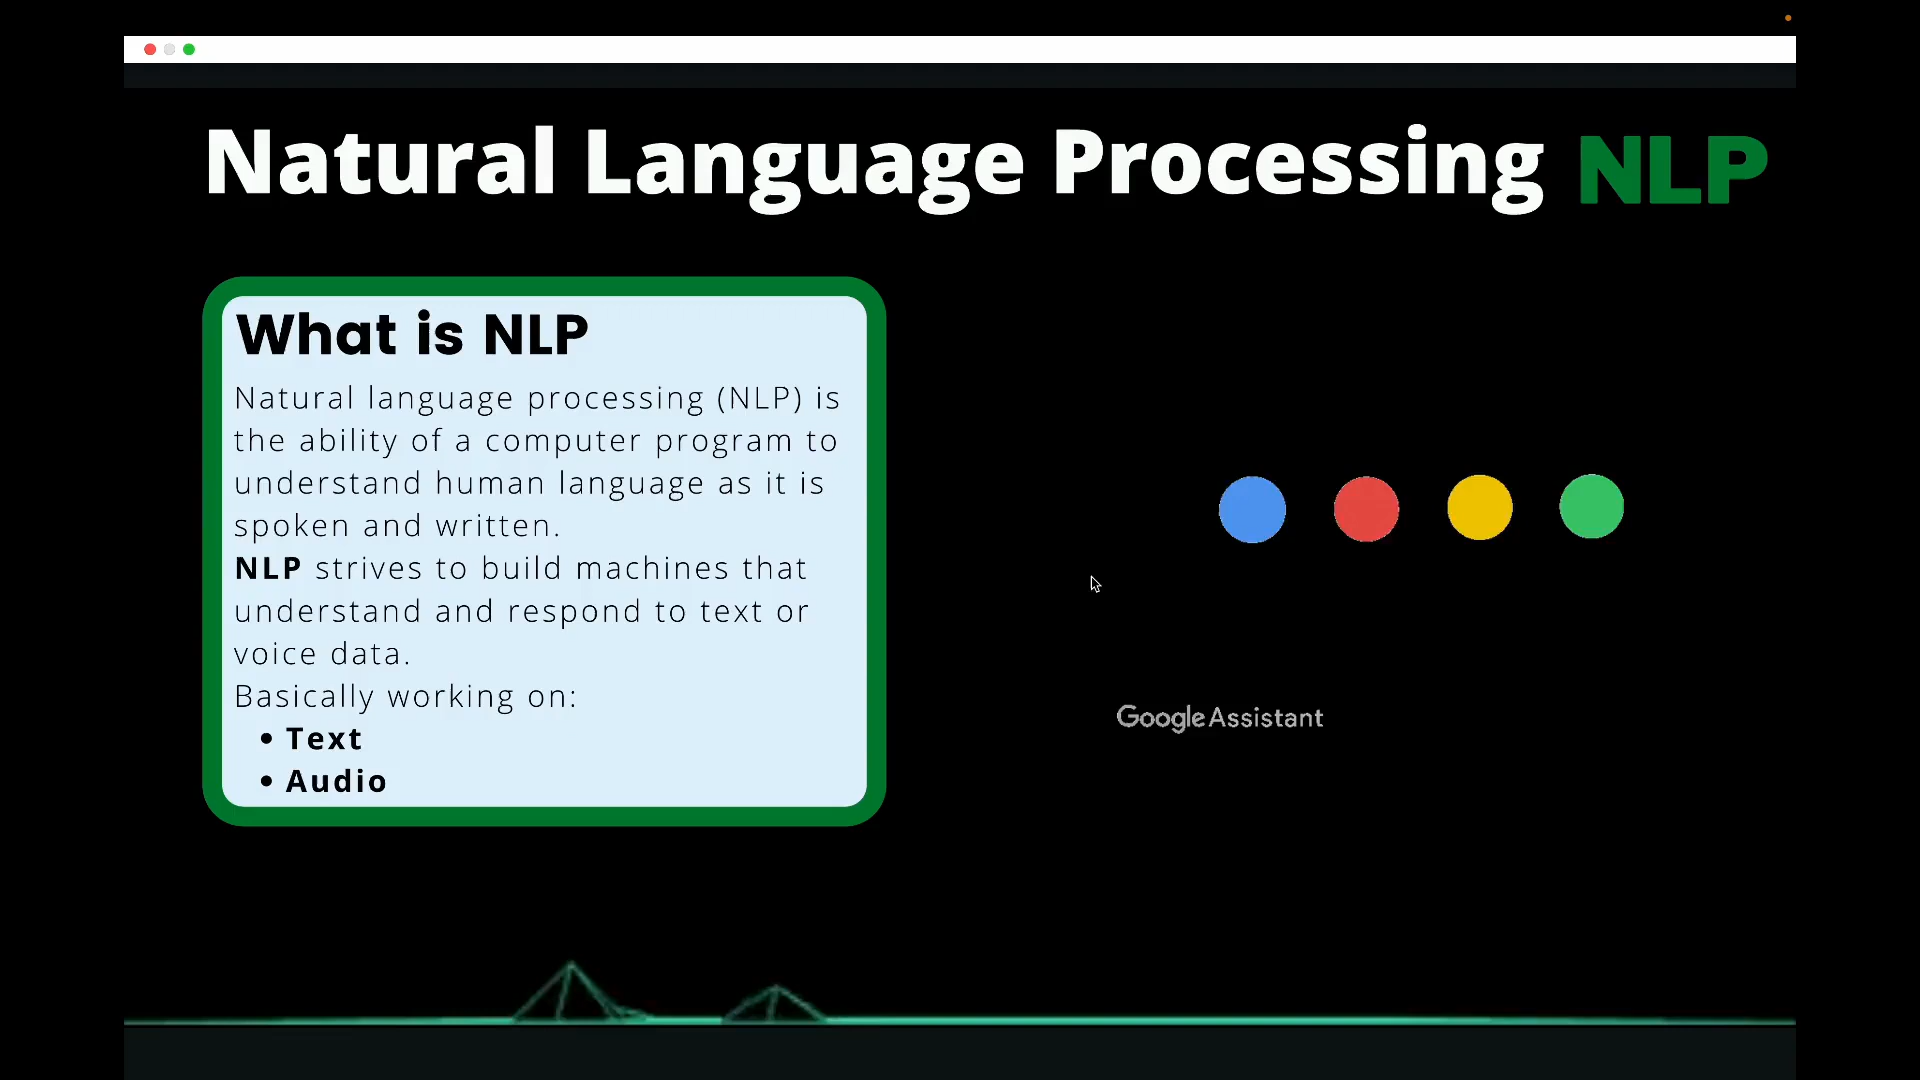 Natural Language Processing NLP
What is NLP
Natural language processing (NLP) is
the ability of a computer program to
understand human language as it is
spoken and written.
NLP strives to build machines that
understand and respond to text or
voice data.
Basically working on:
• Text
• Audio
Google Assistant